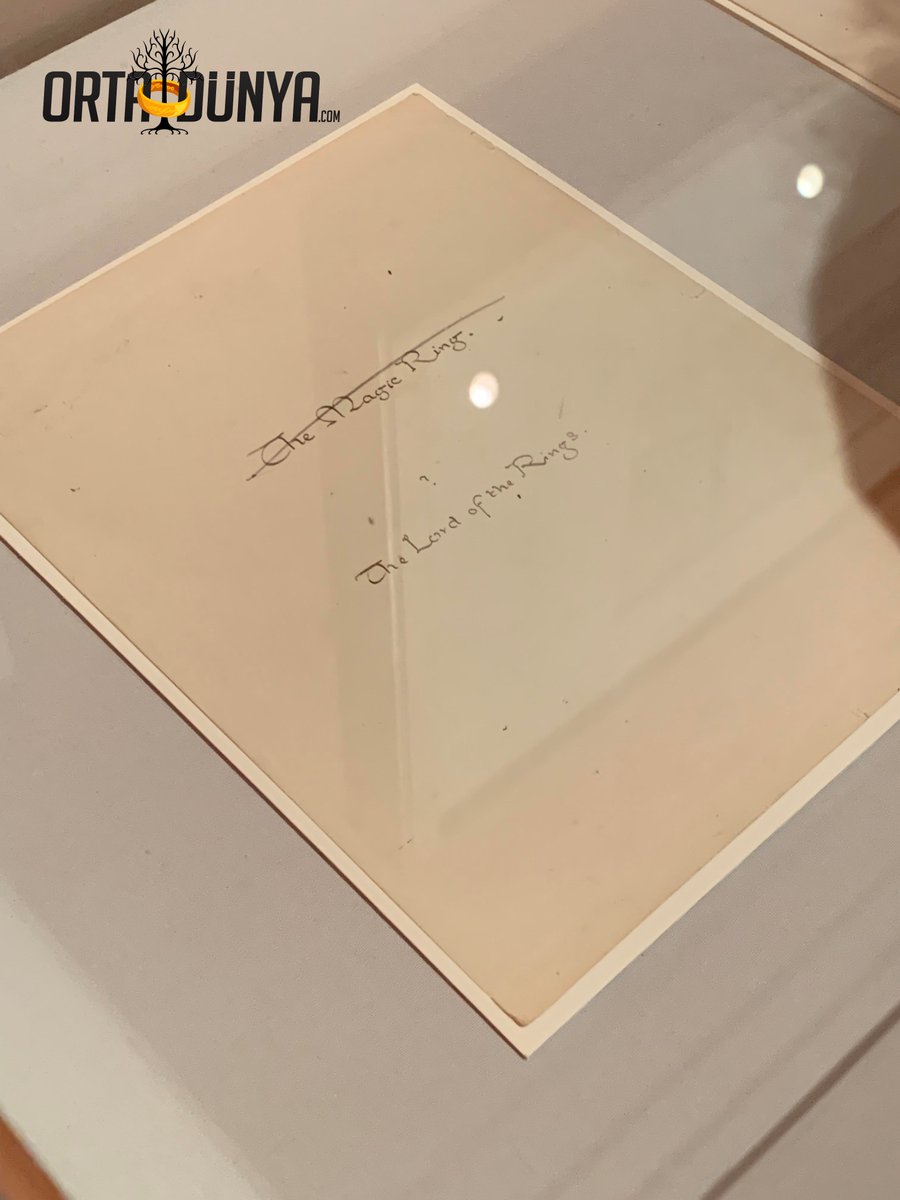 ORTADÜNYA.COM
The Magic Ring.
?
The Lord of the Rings.